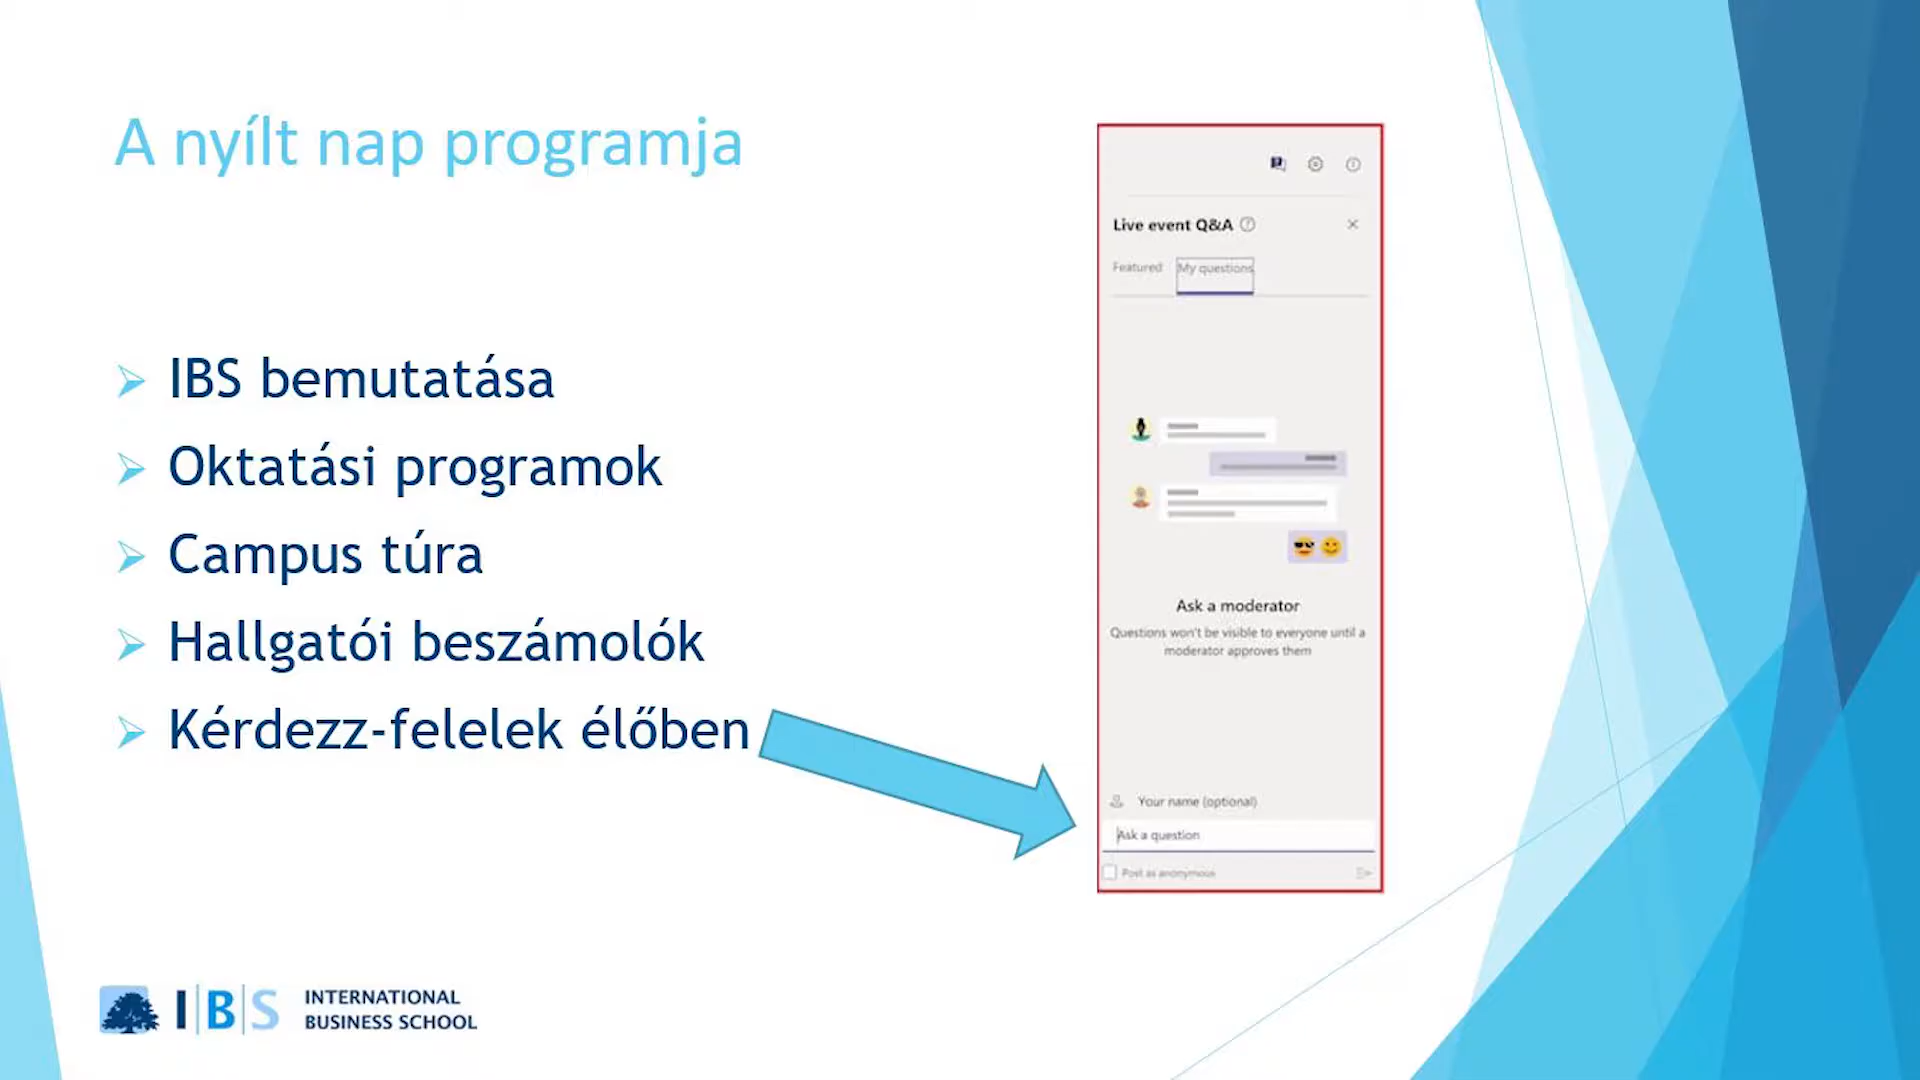 A nyílt nap programja
IBS bemutatása
Oktatási programok
Campus túra
Hallgatói beszámolók
Kérdezz-felelek élőben
Live event Q&A
Featured
My questions
Ask a moderator
Questions won't be visible to everyone until a
moderator approves them
Your name (optional)
Ask a question
Post as anonymous
IBS
INTERNATIONAL
BUSINESS SCHOOL